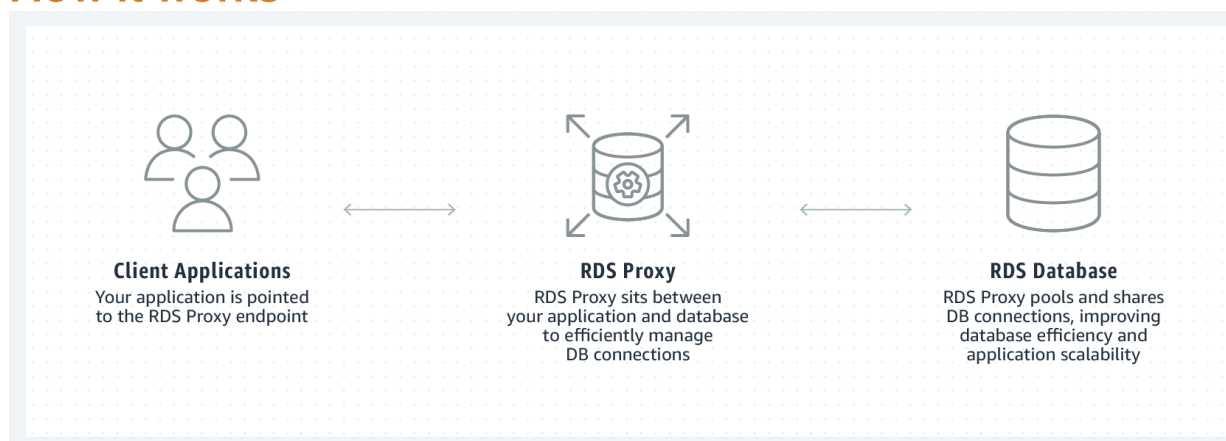 How it works
Client Applications
Your application is pointed
to the RDS Proxy endpoint
RDS Proxy
RDS Proxy sits between
your application and database
to efficiently manage
DB connections
RDS Database
RDS Proxy pools and shares
DB connections, improving
database efficiency and
application scalability